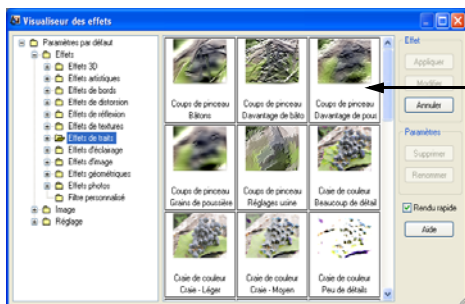 Visualiseur des effets
Paramètres par défaut
Effets
Effets 3D
Effets artistiques
Effets de bords
Effets de distorsion
Effets de réflexion
Effets de textures
Effets de traits
Effets d'éclairage
Effets d'image
Effets géométriques
Effets photos
Filtre personnalisé
Image
Réglage
Coups de pinceau
Bâtons
Coups de pinceau
Davantage de bâto
Coups de pinceau
Davantage de pous
Coups de pinceau
Grains de poussière
Coups de pinceau
Réglages usine
Craie de couleur
Beaucoup de détail
Craie de couleur
Craie - Léger
Craie de couleur
Craie - Moyen
Craie de couleur
Peu de détails
Effet
Appliquer
Modifier
Annuler
Paramètres
Supprimer
Renommer
Rendu rapide
Aide